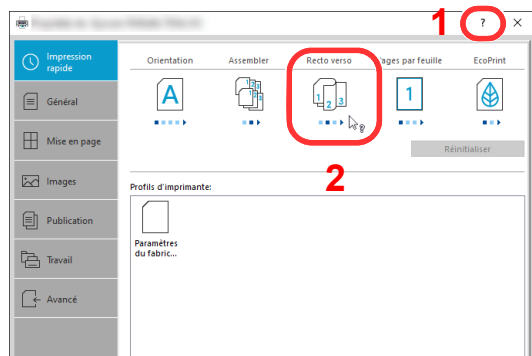 1
?
Impression
rapide
Orientation
Assembler
Recto verso
ages par feuille
EcoPrint
A
1
2
3
1
Général
Mise en page
Réinitialiser
2
Images
Profils d'imprimante:
Publication
Paramètres
du fabric...
Travail
Avancé